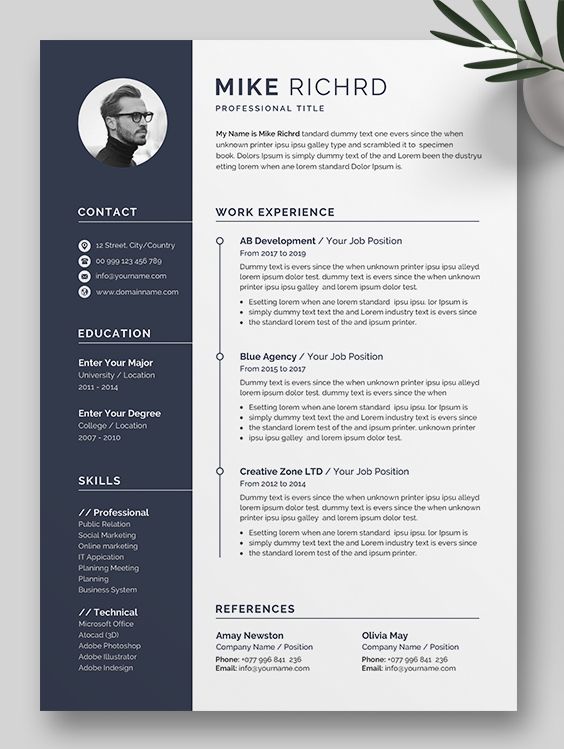 MIKE RICHRD
PROFESSIONAL TITLE
My Name is Mike Richrd tandard dummy text one evers since the when
unknown printer ipsu ipsu galley type and scrambled it to specimen
book. Dolors Ipsum is simply dummy text of the and Lorem been the dustryu
etting lorem when are lorem standard Ipsum is.
CONTACT
12 Street, City/Country
00 999 123 456 789
info@yourname.com
www.domainname.com
EDUCATION
Enter Your Major
University / Location
2011 - 2014
Enter Your Degree
College / Location
2007 - 2010
SKILLS
// Professional
Public Relation
Social Marketing
Online marketing
IT Appication
Planinng Meeting
Planning
Business System
// Technical
Microsoft Office
Atocad (3D)
Adobe Photoshop
Adobe Illustrator
Adobe Indesign
WORK EXPERIENCE
AB Development / Your Job Position
From 2017 to 2019
Dummy text is evers since the when unknown printer ipsu ipsu alleyd
lorem ipsum dolor test. Dummy text is evers since the when unknown
printer ipsu galley and lorem ipsum dolor test.
• Esetting lorem when ane lorem standard ipsu ipsu. lor Ipsum is
• simply dummy text dummy text of the andum Lorem evers since
• the standard lorem test of the and ipsum printer.
Blue Agency / Your Job Position
From 2015 to 2017
Dummy text is evers since the when unknown printer ipsu ipsu alleyd
lorem ipsum dolor test. Dummy text is evers since the when
• Esetting lorem when are lorem standard ipsu ipsu. lor Ipsum is
• simply dummy text dummy text of the andum Lorem evers since
• the standard lorem test of the and ipsum printer, unknown printer
• ipsu ipsu galley and lorem ipsum dolor test.
Creative Zone LTD / Your Job Position
From 2012 to 2014
Dummy text is evers since the when unknown printer ipsu ipsu alleyd
lorem ipsum dolor test. Dummy text is evers since the when unknown
printer ipsu ipsu galley and lorem ipsum dolor test.
• Esetting lorem when are lorem standard ipsu ipsu. lor Ipsum is
• simply dummy text dummy text of the andum Lorem evers since
• the standard lorem test of the and ipsum printer.
REFERENCES
Amay Newston
Company Name / Position
Phone: +077 996 841 236
Email: info@yourname.com
Olivia May
Company Name / Position
Phone: +077 996 841 236
Email: info@yourname.com